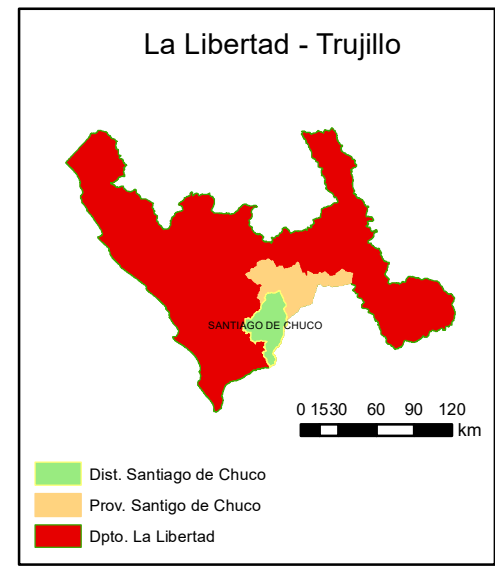 La Libertad - Trujillo
SANTIAGO DE CHUCO
0 1530 60 90 120
km
Dist. Santiago de Chuco
Prov. Santigo de Chuco
Dpto. La Libertad